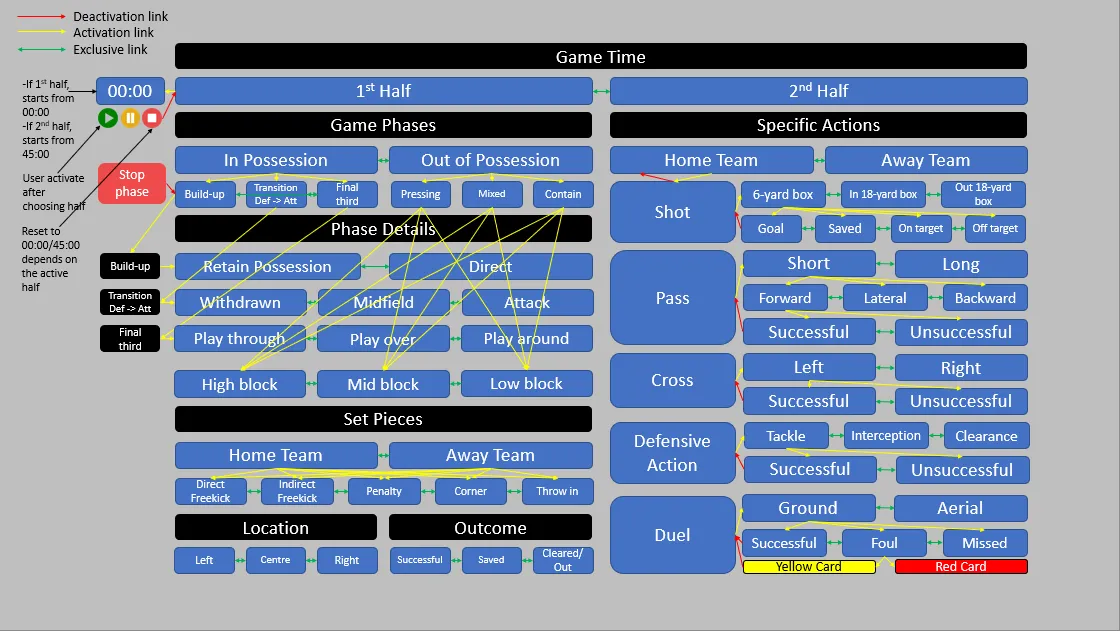 Deactivation link
Activation link
Exclusive link
Game Time
-If 1st half,
starts from
00:00
-If 2nd half,
starts from
45:00
00:00
1st Half
2nd Half
Game Phases
Specific Actions
User activate
after
choosing half
Stop
phase
In Possession
Out of Possession
Home Team
Away Team
Build-up
Transition
Def -> Att
Final
third
Pressing
Mixed
Contain
Shot
6-yard box
In 18-yard box
Out 18-yard
box
Goal
Saved
On target
Off target
Reset to
00:00/45:00
depends on
the active
half
Phase Details
Build-up
Retain Possession
Direct
Transition
Def -> Att
Withdrawn
Midfield
Attack
Final
third
Play through
Play over
Play around
High block
Mid block
Low block
Pass
Short
Long
Forward
Lateral
Backward
Successful
Unsuccessful
Cross
Left
Right
Successful
Unsuccessful
Set Pieces
Home Team
Away Team
Direct
Freekick
Indirect
Freekick
Penalty
Corner
Throw in
Defensive
Action
Tackle
Interception
Clearance
Successful
Unsuccessful
Location
Outcome
Left
Centre
Right
Successful
Saved
Cleared/
Out
Duel
Ground
Aerial
Successful
Foul
Missed
Yellow Card
Red Card